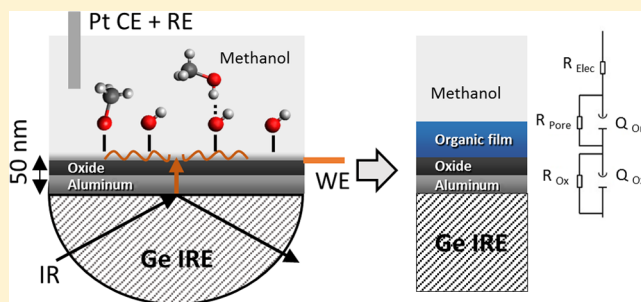 Pt CE + RE
Methanol
50 nm
Oxide
Aluminum
WE
IR
Ge IRE
Methanol
Organic film
Oxide
Aluminum
Ge IRE
R Elec
R Pore
R Ox